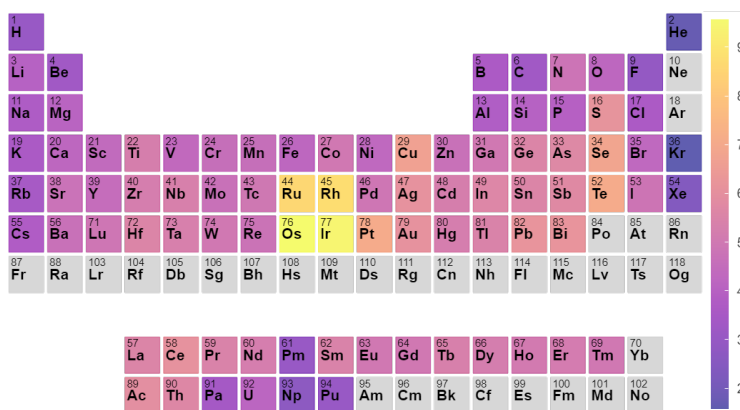 1 2
H He
3 4 5 6 7 8 9 10
Li Be B C N O F Ne
11 12 13 14 15 16 17 18
Na Mg Al Si P S Cl Ar
19 20 21 22 23 24 25 26 27 28 29 30 31 32 33 34 35 36
K Ca Sc Ti V Cr Mn Fe Co Ni Cu Zn Ga Ge As Se Br Kr
37 38 39 40 41 42 43 44 45 46 47 48 49 50 51 52 53 54
Rb Sr Y Zr Nb Mo Tc Ru Rh Pd Ag Cd In Sn Sb Te I Xe
55 56 71 72 73 74 75 76 77 78 79 80 81 82 83 84 85 86
Cs Ba Lu Hf Ta W Re Os Ir Pt Au Hg Tl Pb Bi Po At Rn
87 88 103 104 105 106 107 108 109 110 111 112 113 114 115 116 117 118
Fr Ra Lr Rf Db Sg Bh Hs Mt Ds Rg Cn Nh Fl Mc Lv Ts Og
57 58 59 60 61 62 63 64 65 66 67 68 69 70
La Ce Pr Nd Pm Sm Eu Gd Tb Dy Ho Er Tm Yb
89 90 91 92 93 94 95 96 97 98 99 100 101 102
Ac Th Pa U Np Pu Am Cm Bk Cf Es Fm Md No